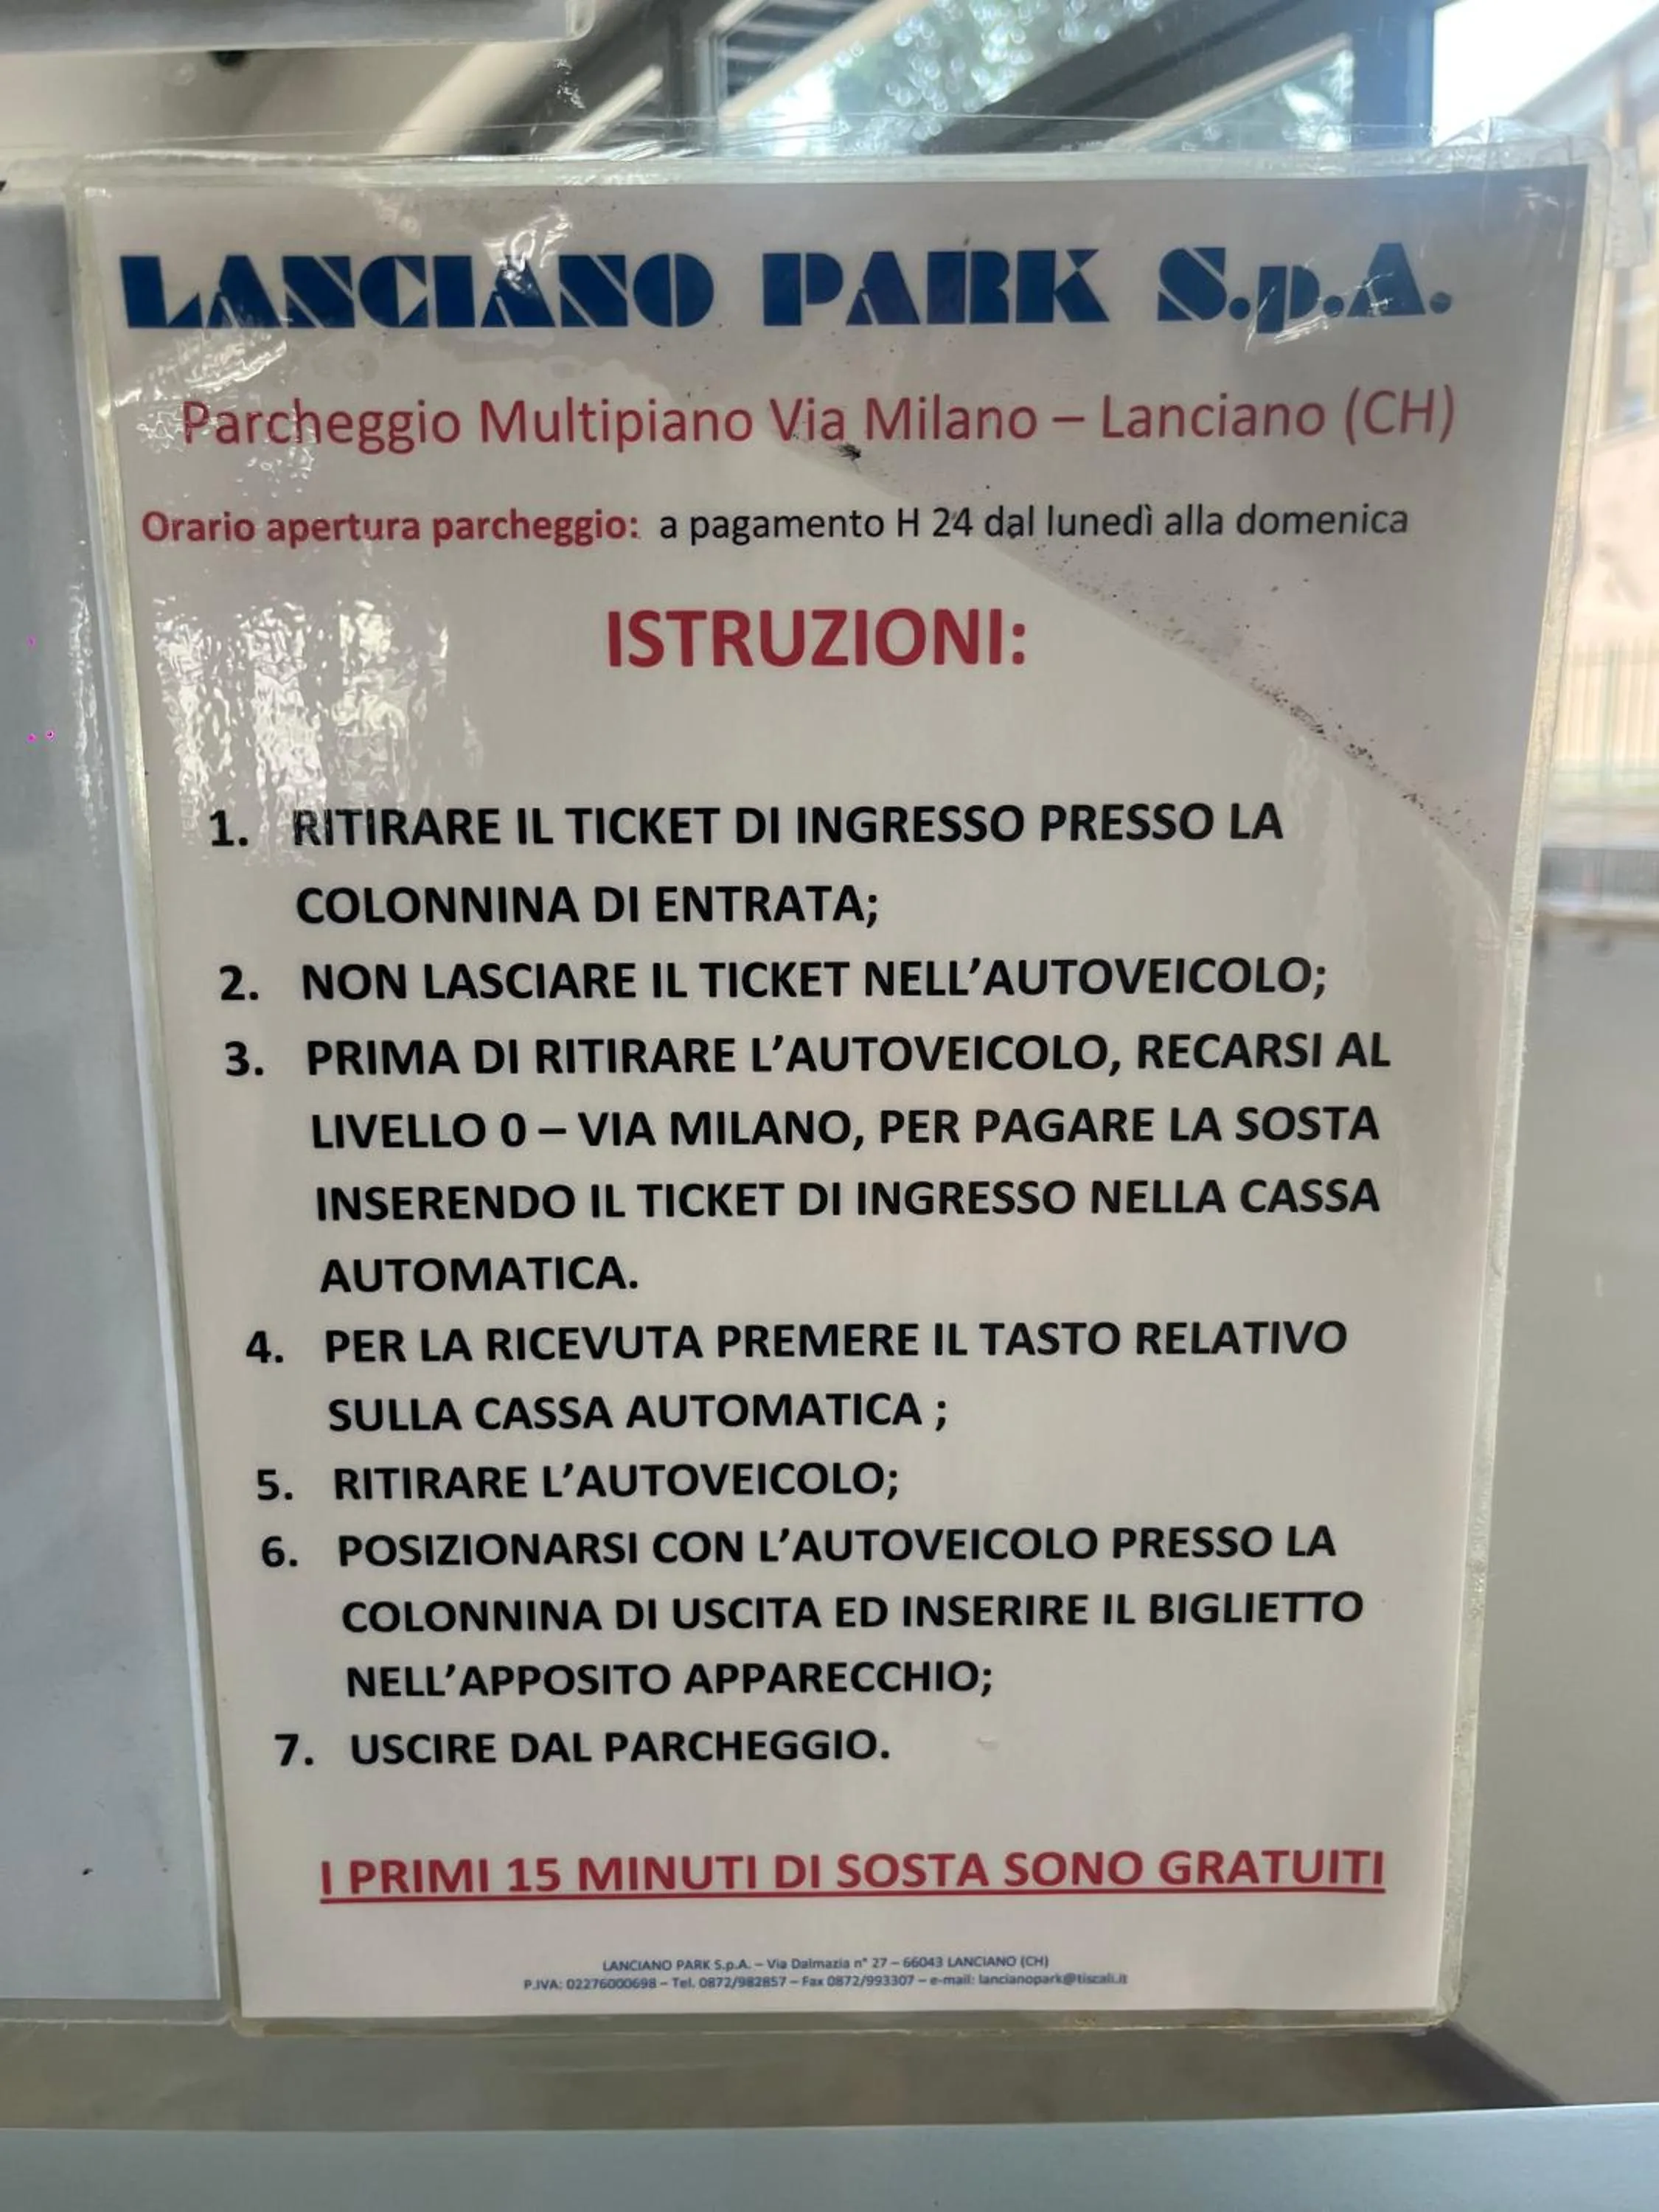 LANCIANO PARK S.p.A.
Parcheggio Multipiano Via Milano – Lanciano (CH)
Orario apertura parcheggio: a pagamento H 24 dal lunedì alla domenica
ISTRUZIONI:
1. RITIRARE IL TICKET DI INGRESSO PRESSO LA
COLONNINA DI ENTRATA;
2. NON LASCIARE IL TICKET NELL'AUTOVEICOLO;
3. PRIMA DI RITIRARE L'AUTOVEICOLO, RECARSI AL
LIVELLO 0 – VIA MILANO, PER PAGARE LA SOSTA
INSERENDO IL TICKET DI INGRESSO NELLA CASSA
AUTOMATICA.
4. PER LA RICEVUTA PREMERE IL TASTO RELATIVO
SULLA CASSA AUTOMATICA ;
5. RITIRARE L'AUTOVEICOLO;
6. POSIZIONARSI CON L'AUTOVEICOLO PRESSO LA
COLONNINA DI USCITA ED INSERIRE IL BIGLIETTO
NELL'APPOSITO APPARECCHIO;
7. USCIRE DAL PARCHEGGIO.
I PRIMI 15 MINUTI DI SOSTA SONO GRATUITI
LANCIANO PARK S.p.A. – Via Dalmazia n° 27 – 66043 LANCIANO (CH)
P.IVA: 02276000698 – Tel. 0872/982857 – Fax 0872/993307 – e-mail: lancianopark@tiscali.it